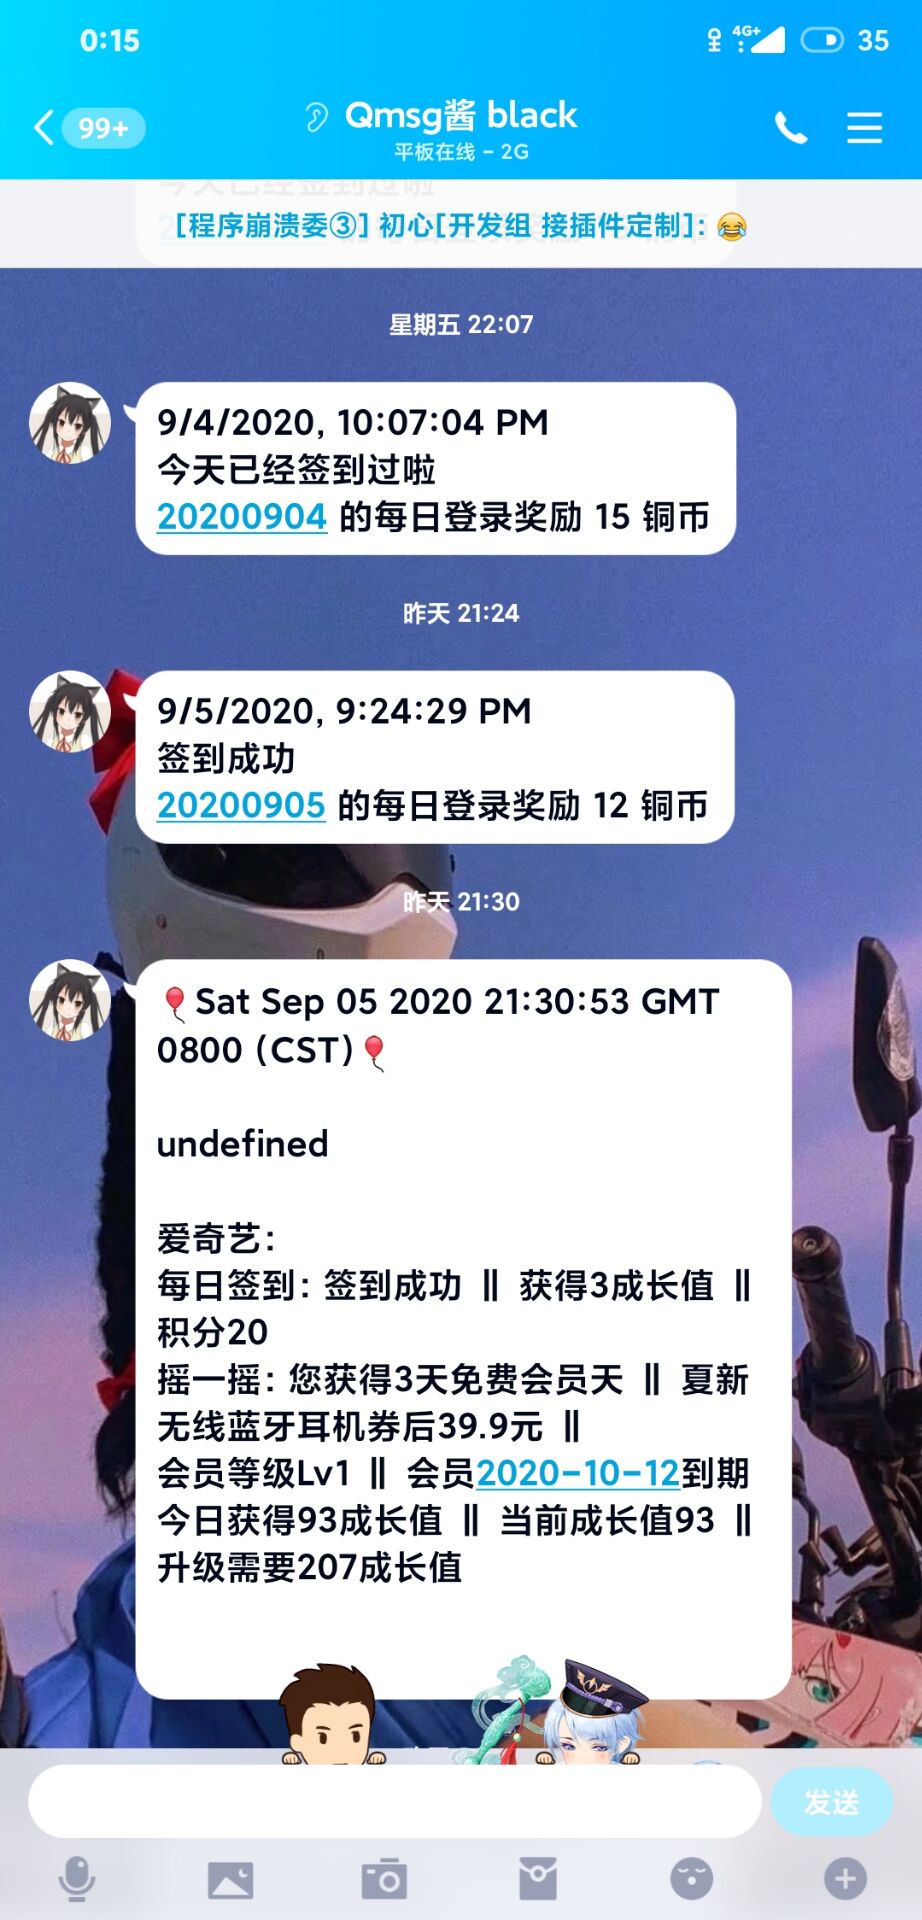 0:15
4G+
35
99+
Qmsg酱 black
平板在线 - 2G
今天已经签到过啦
[程序崩溃委③] 初心[开发组 接插件定制]: 😂
星期五 22:07
9/4/2020, 10:07:04 PM
今天已经签到过啦
20200904 的每日登录奖励 15 铜币
昨天 21:24
9/5/2020, 9:24:29 PM
签到成功
20200905 的每日登录奖励 12 铜币
昨天 21:30
🎈Sat Sep 05 2020 21:30:53 GMT
0800 (CST)🎈
undefined
爱奇艺:
每日签到: 签到成功 ‖ 获得3成长值 ‖
积分20
摇一摇: 您获得3天免费会员天 ‖ 夏新
无线蓝牙耳机券后39.9元 ‖
会员等级Lv1 ‖ 会员2020-10-12到期
今日获得93成长值 ‖ 当前成长值93 ‖
升级需要207成长值
发送